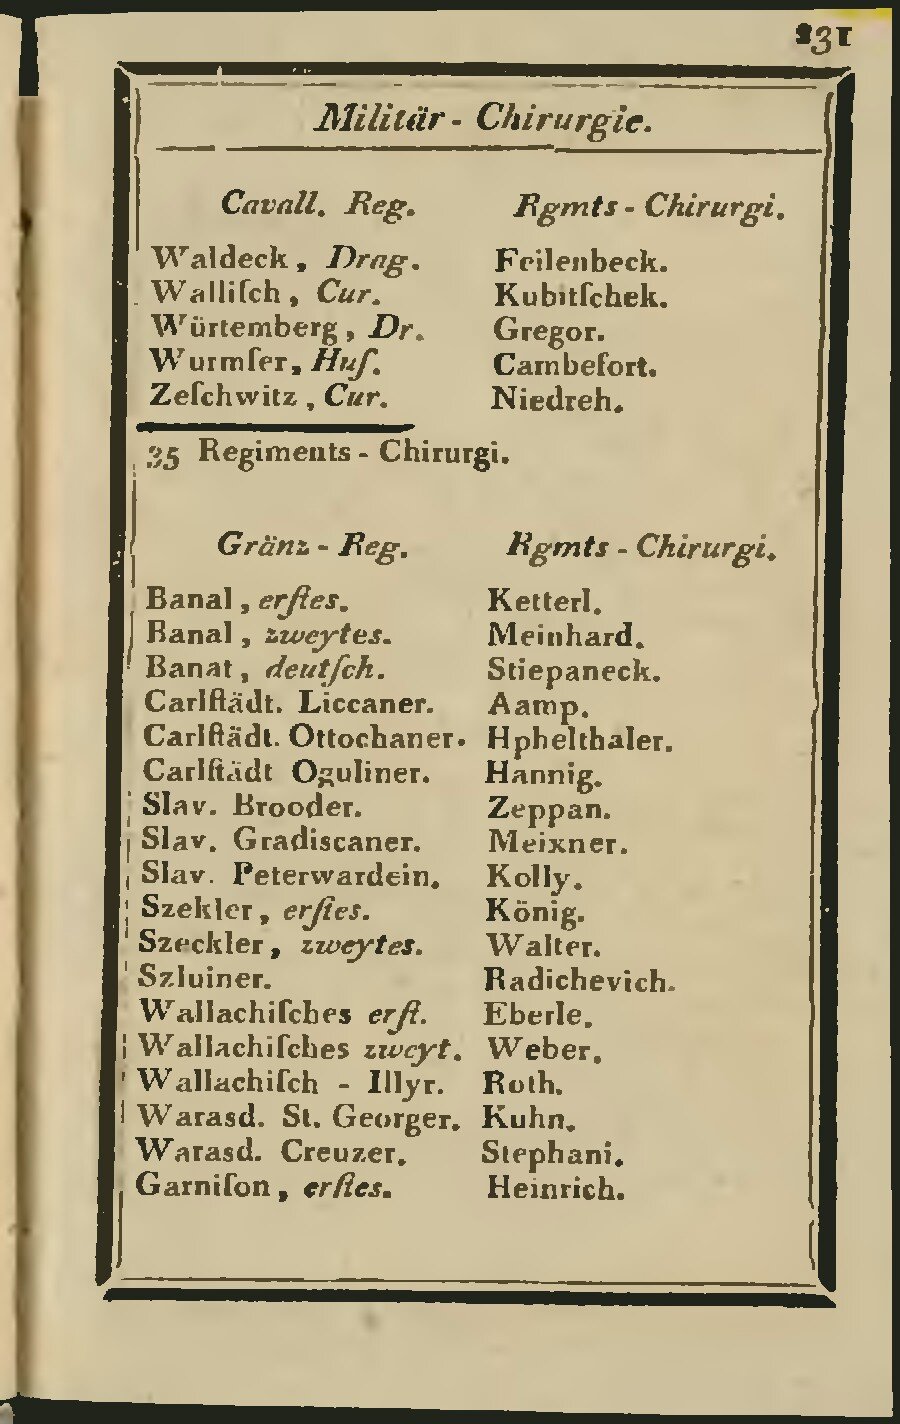 231
Militär - Chirurgie.
Cavall. Reg. Rgmts - Chirurgi.
Waldeck, Drag. Feilenbeck.
Walliſch, Cur. Kubitſchek.
Würtemberg, Dr. Gregor.
Wurmſer, Huſ. Cambefort.
Zeſchwitz, Cur. Niedreh.
35 Regiments - Chirurgi.
Gränz - Reg. Rgmts - Chirurgi.
Banal, erſtes. Ketterl.
Banal, zweytes. Meinhard.
Banat, deutſch. Stiepaneck.
Carlſtädt. Liccaner. Aamp.
Carlſtädt. Ottochaner. Hphelthaler.
Carlſtädt Oguliner. Hannig.
Slav. Brooder. Zeppan.
Slav. Gradiscaner. Meixner.
Slav. Peterwardein. Kolly.
Szekler, erſtes. König.
Szeckler, zweytes. Walter.
Szluiner. Radichevich.
Wallachiſches erſt. Eberle.
Wallachiſches zweyt. Weber.
Wallachiſch - Illyr. Roth.
Warasd. St. Georger. Kuhn.
Warasd. Creuzer. Stephani.
Garniſon, erſtes. Heinrich.